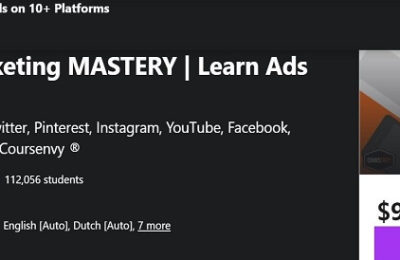 ds on 10+ Platforms
keting MASTERY | Learn Ads
vitter, Pinterest, Instagram, YouTube, Facebook,
Coursenvy ®
112,056 students
English [Auto], Dutch [Auto], 7 more
$9